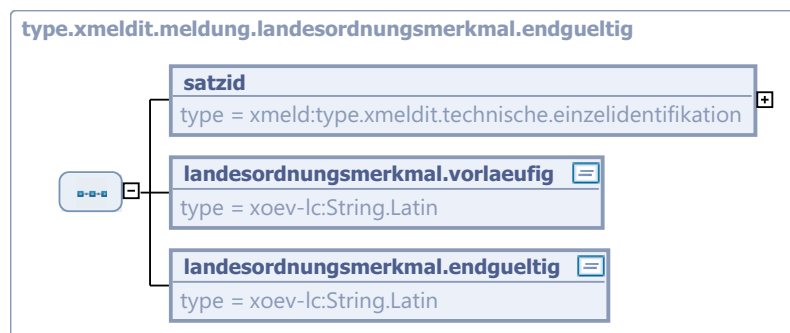 type.xmeldit.meldung.landesordnungsmerkmal.endgueltig
satzid
type = xmeld:type.xmeldit.technische.einzelidentifikation
landesordnungsmerkmal.vorlaeufig
type = xoev-lc:String.Latin
landesordnungsmerkmal.endgueltig
type = xoev-lc:String.Latin